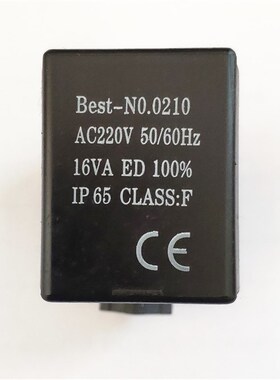 Best-N0.0210
AC220V 50/60Hz
16VA ED 100%
IP 65 CLASS:F
CE